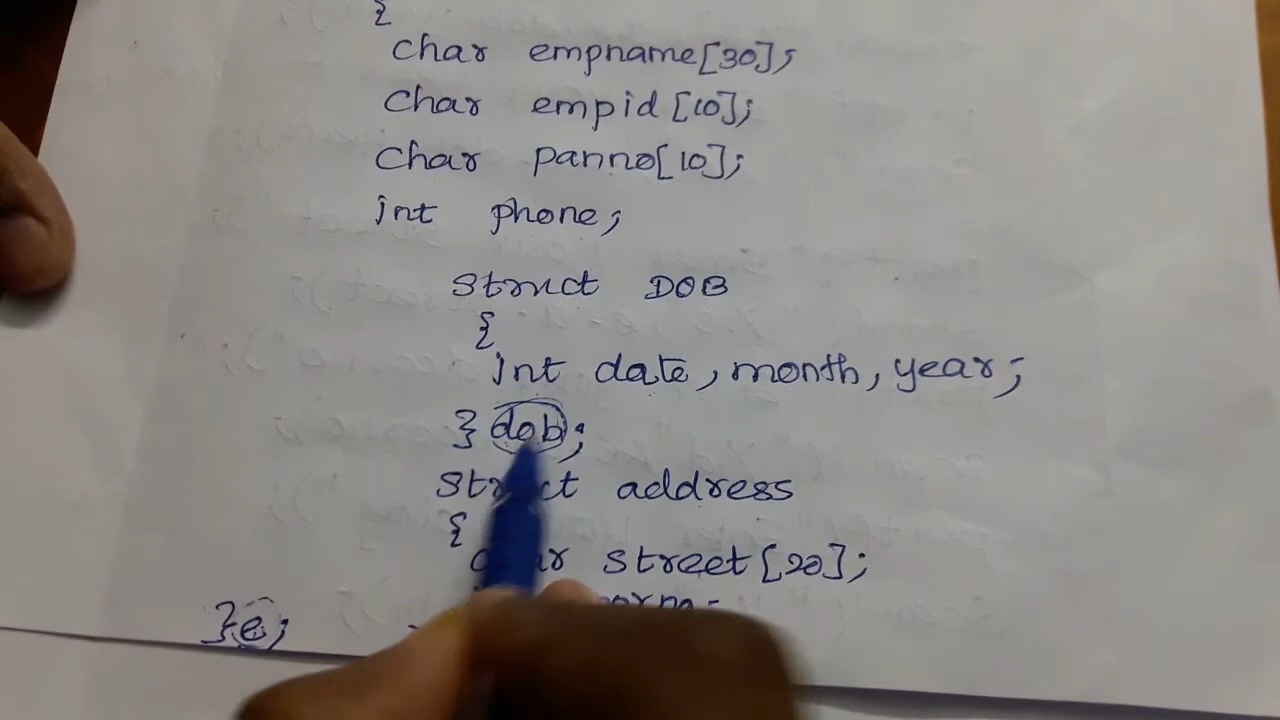 {
char empname[30];
char empid[10];
char panno[10];
int phone;
struct DOB
{
int date, month, year;
} dob;
struct address
{
char street[20];
}e;